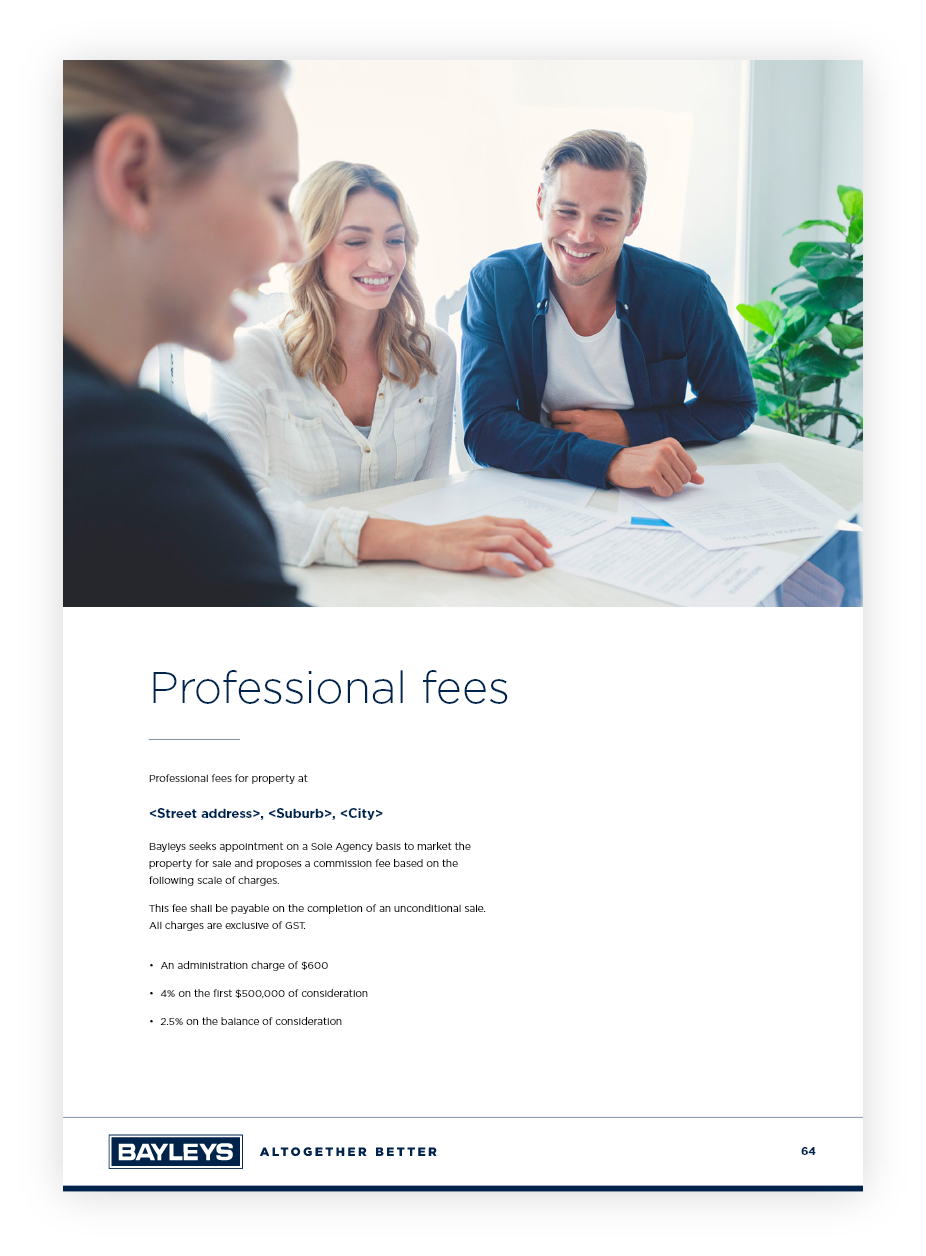 Professional fees
Professional fees for property at
<Street address>, <Suburb>, <City>
Bayleys seeks appointment on a Sole Agency basis to market the
property for sale and proposes a commission fee based on the
following scale of charges.
This fee shall be payable on the completion of an unconditional sale.
All charges are exclusive of GST.
• An administration charge of $600
• 4% on the first $500,000 of consideration
• 2.5% on the balance of consideration
BAYLEYS
ALTOGETHER BETTER
64